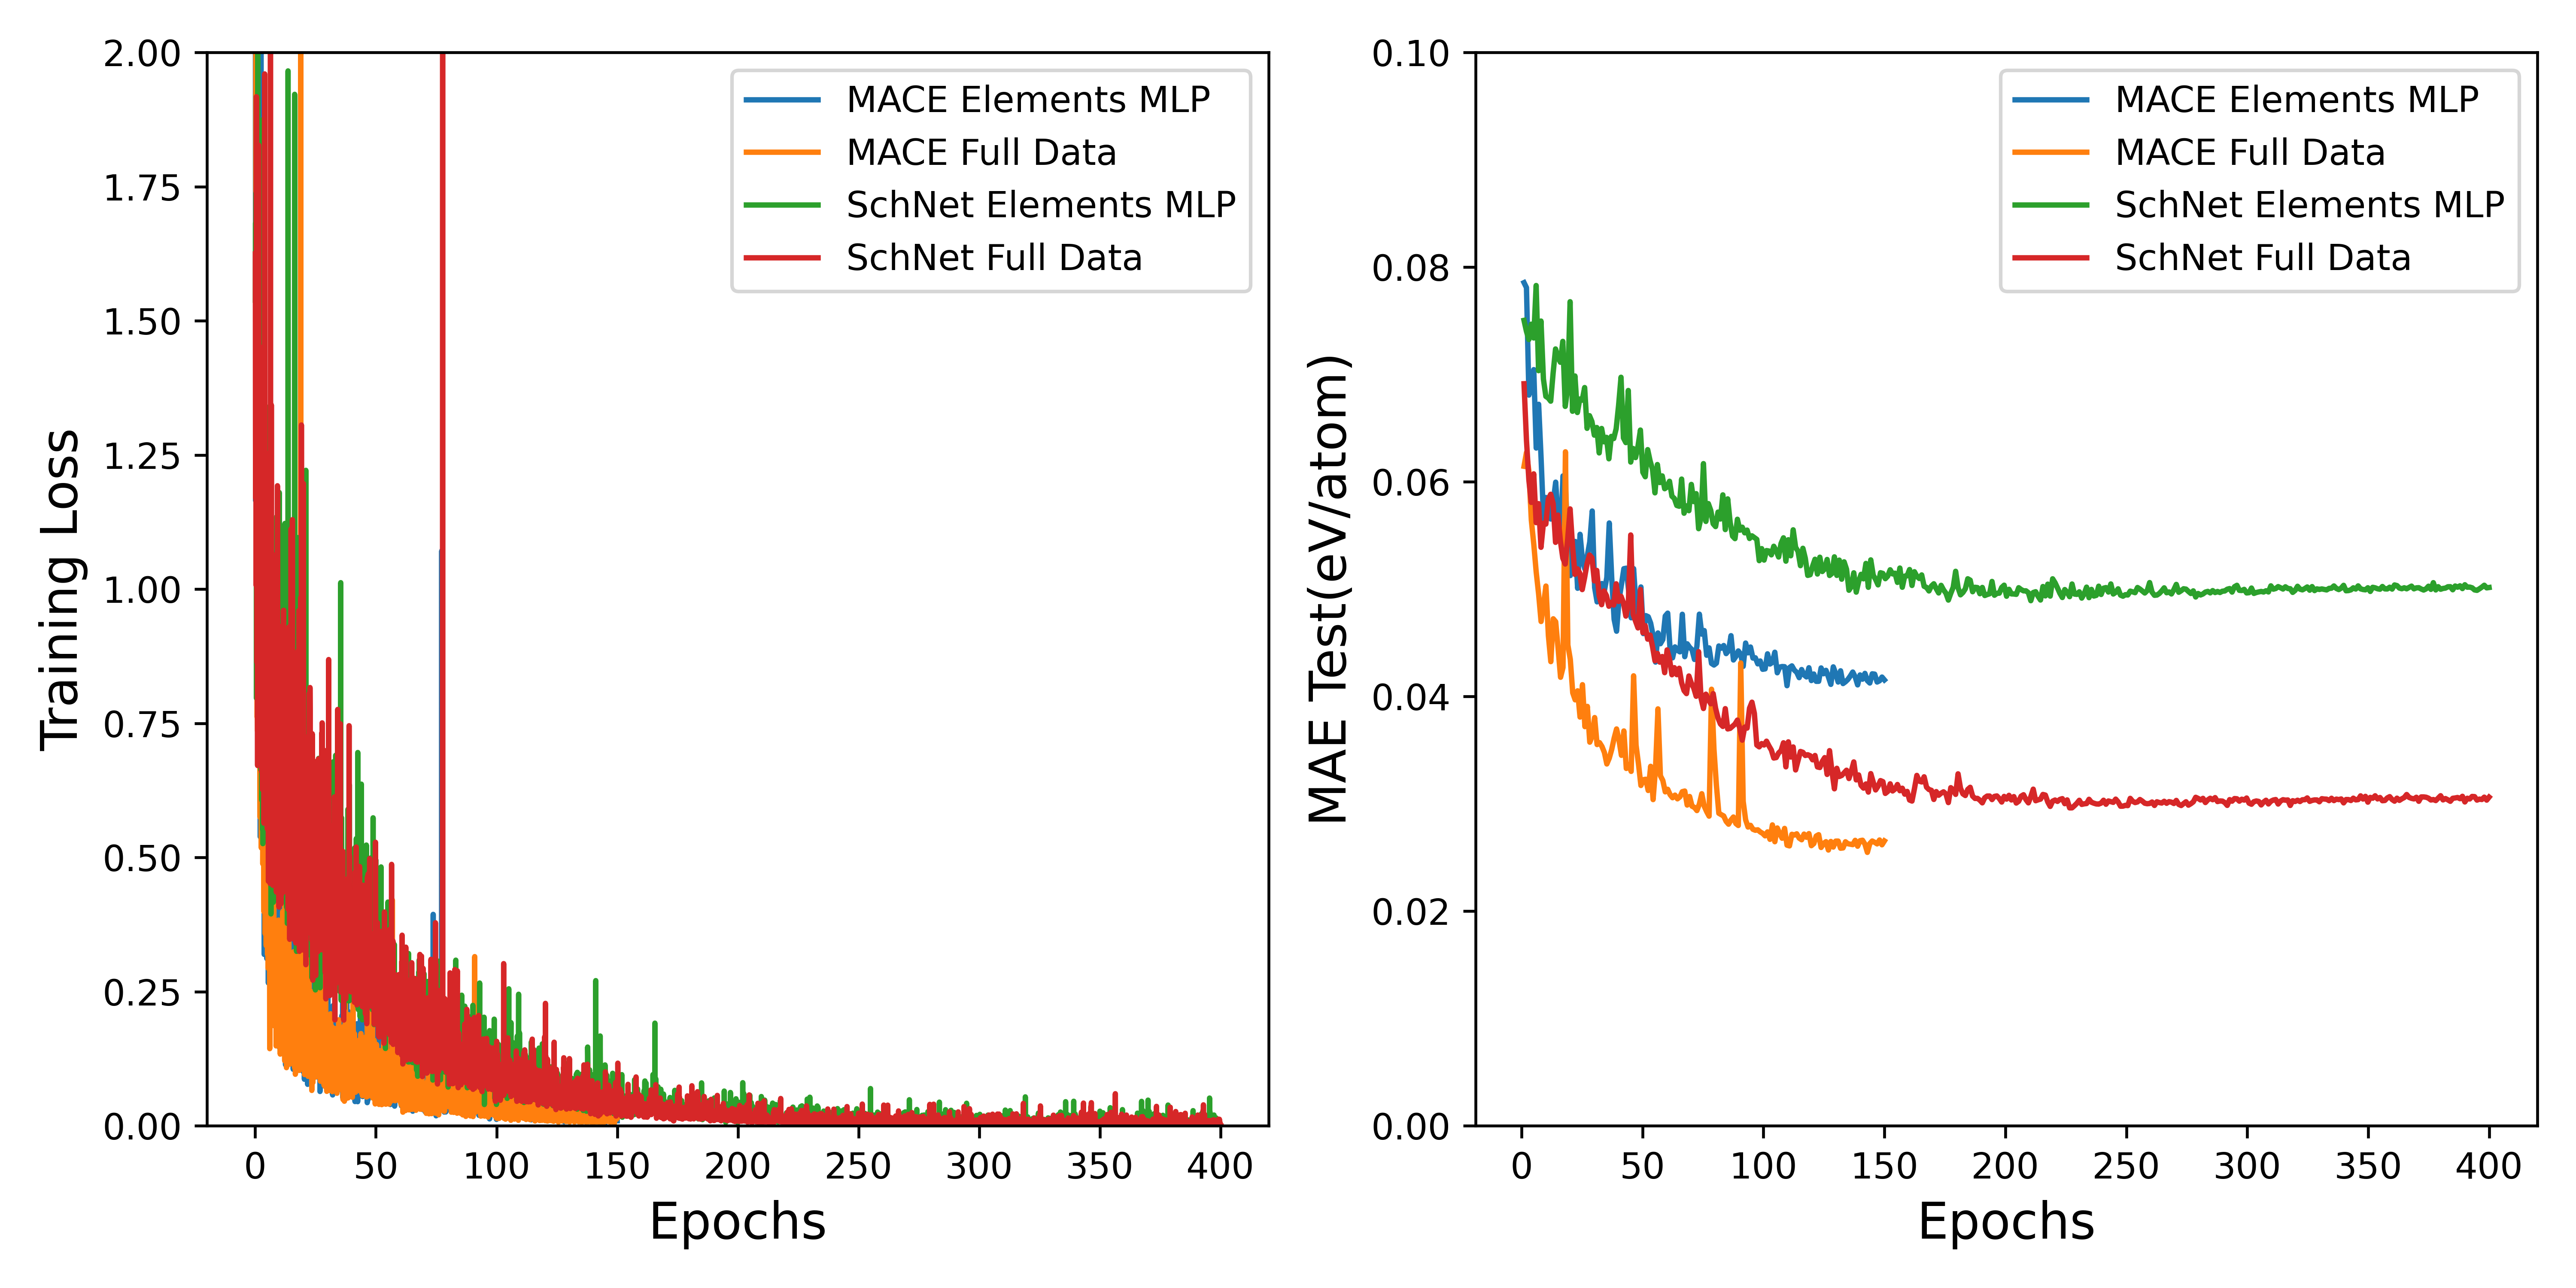 2.00
1.75
1.50
1.25
1.00
0.75
0.50
0.25
0.00
Training Loss
0 50 100 150 200 250 300 350 400
Epochs
MACE Elements MLP
MACE Full Data
SchNet Elements MLP
SchNet Full Data
0.10
0.08
0.06
0.04
0.02
0.00
MAE Test(eV/atom)
0 50 100 150 200 250 300 350 400
Epochs
MACE Elements MLP
MACE Full Data
SchNet Elements MLP
SchNet Full Data